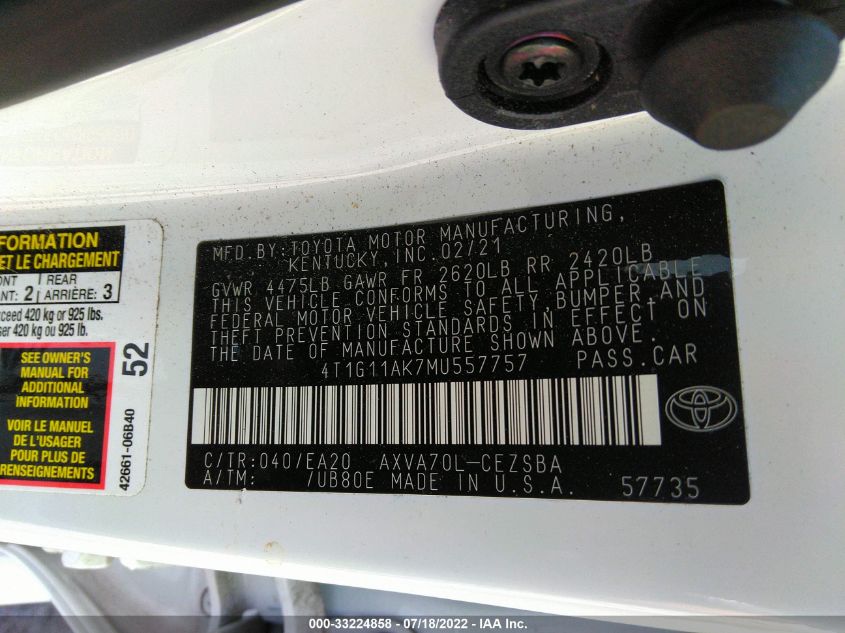 FORMATION
ET LE CHARGEMENT
ONT
ANT: 2
REAR
ARRIÈRE: 3
xceed 420 kg or 925 lbs.
ser 420 kg ou 925 lb.
SEE OWNER'S
MANUAL FOR
ADDITIONAL
INFORMATION
VOIR LE MANUEL
DE L'USAGER
POUR PLUS DE
RENSEIGNEMENTS
52
42661-06B40
MFD.BY:TOYOTA MOTOR MANUFACTURING,
KENTUCKY,INC.02/21
GVWR 4475LB GAWR FR 2620LB RR 2420LB
THIS VEHICLE CONFORMS TO ALL APPLICABLE
FEDERAL MOTOR VEHICLE SAFETY,BUMPER,AND
THEFT PREVENTION STANDARDS IN EFFECT ON
THE DATE OF MANUFACTURE SHOWN ABOVE.
4T1G11AK7MU557757 PASS.CAR
C/TR:040/EA20 AXVA70L-CEZSBA
A/TM: /UB80E MADE IN U.S.A. 57735
000-33224858 - 07/18/2022 - IAA Inc.